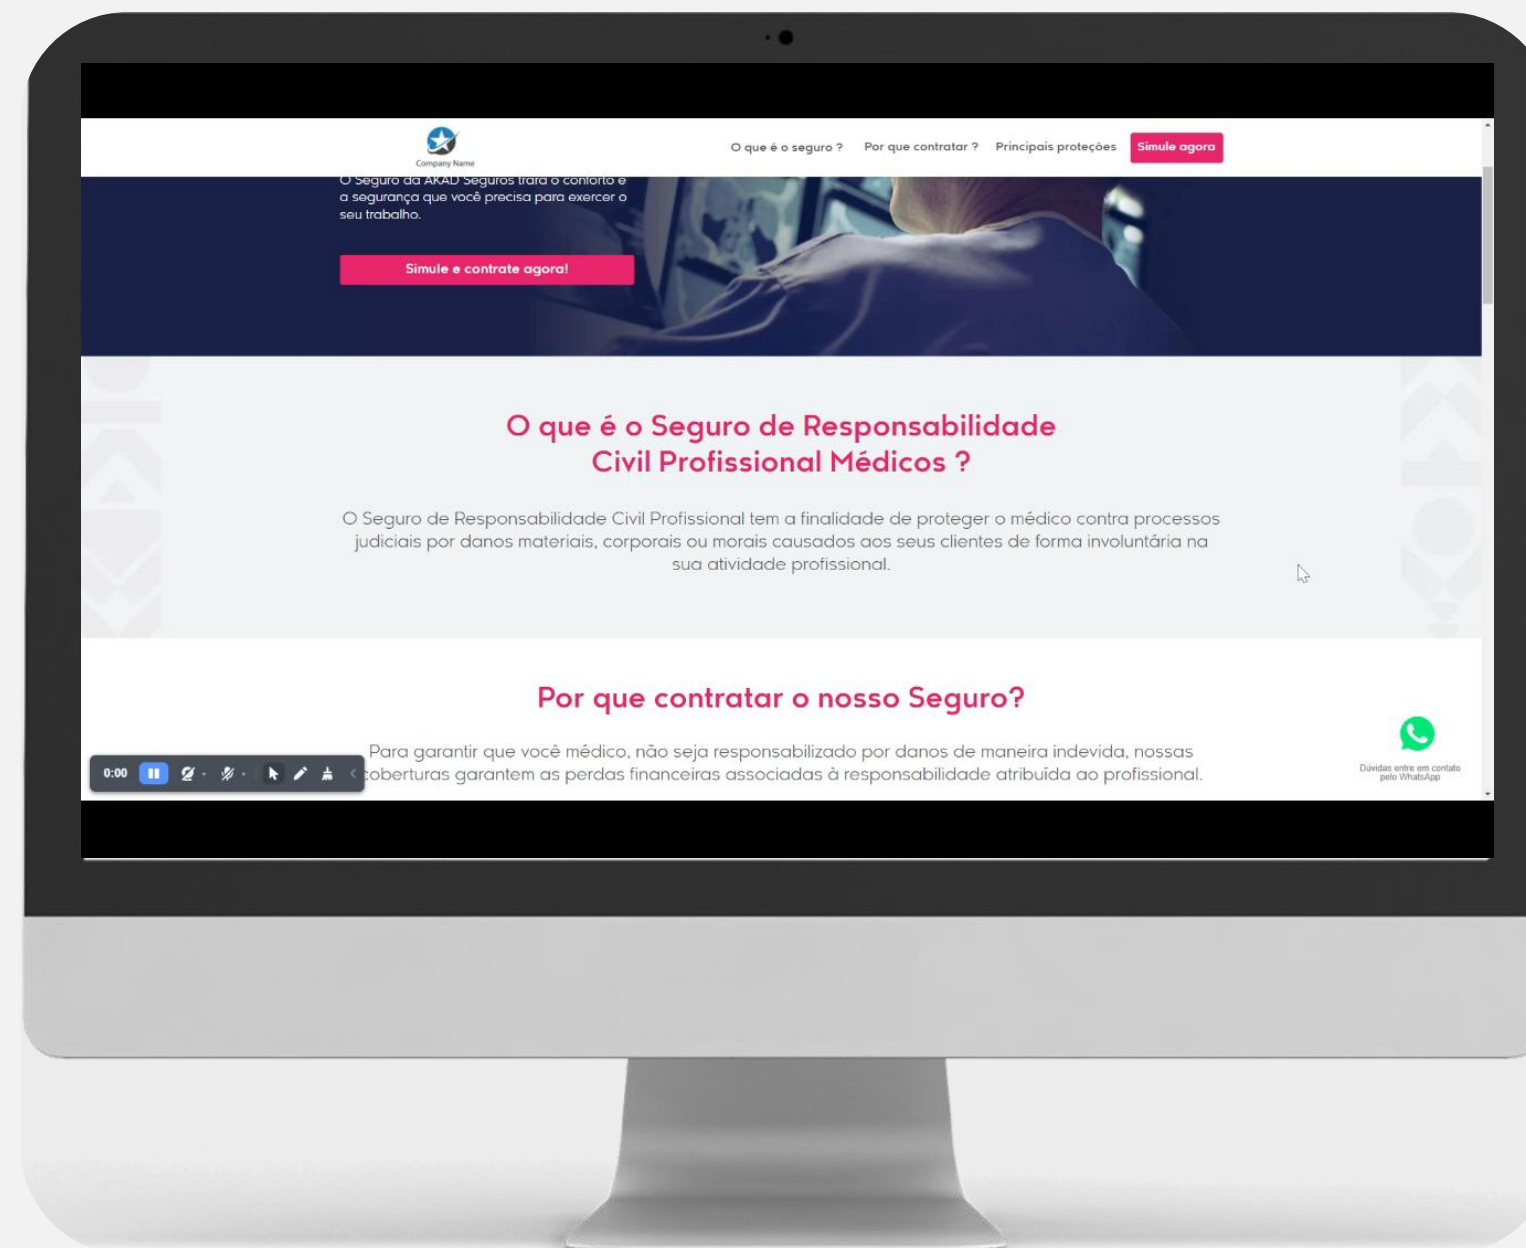 Company Name
O que é o seguro ?
Por que contratar ?
Principais proteções
Simule agora
O Seguro da AKAD Seguros trará o conforto e
a segurança que você precisa para exercer o
seu trabalho.
Simule e contrate agora!
O que é o Seguro de Responsabilidade
Civil Profissional Médicos ?
O Seguro de Responsabilidade Civil Profissional tem a finalidade de proteger o médico contra processos
judiciais por danos materiais, corporais ou morais causados aos seus clientes de forma involuntária na
sua atividade profissional.
Por que contratar o nosso Seguro?
Para garantir que você médico, não seja responsabilizado por danos de maneira indevida, nossas
coberturas garantem as perdas financeiras associadas à responsabilidade atribuída ao profissional.
0:00
Dúvidas entre em contato
pelo WhatsApp